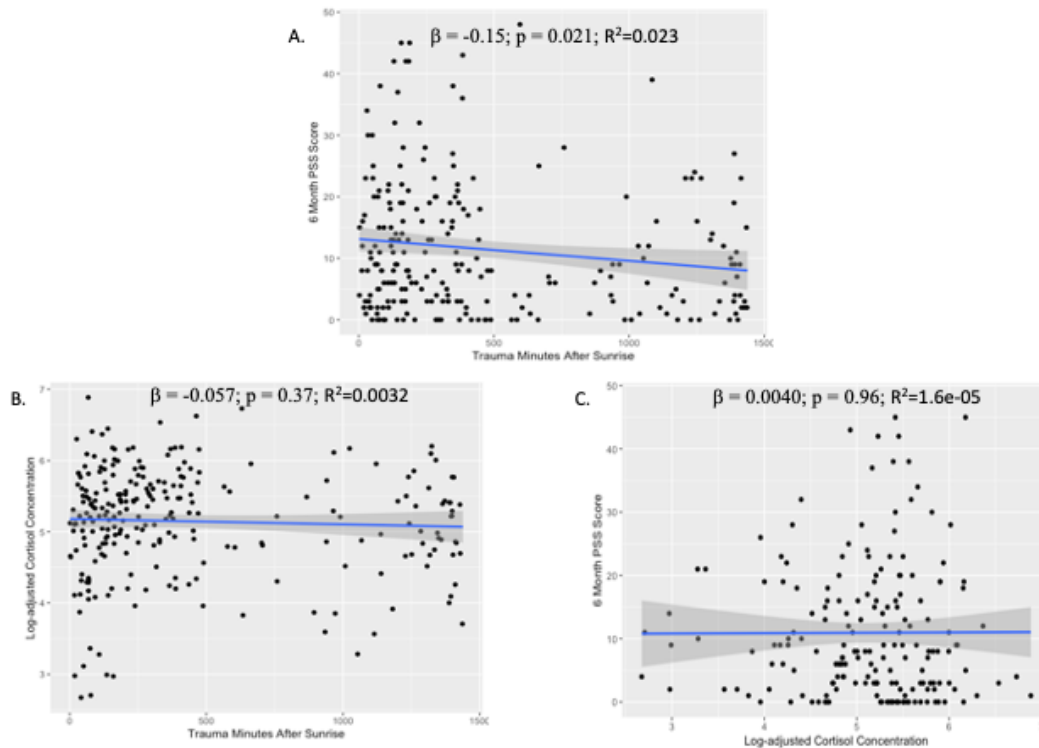 A.
β = -0.15; p = 0.021; R²=0.023
50
40
30
20
10
0
6 Month PSS Score
0
500
1000
1500
Trauma Minutes After Sunrise
B.
β = -0.057; p = 0.37; R²=0.0032
7
6
5
4
3
Log-adjusted Cortisol Concentration
0
500
1000
1500
Trauma Minutes After Sunrise
C.
β = 0.0040; p = 0.96; R²=1.6e-05
50
40
30
20
10
0
6 Month PSS Score
3
4
5
6
Log-adjusted Cortisol Concentration